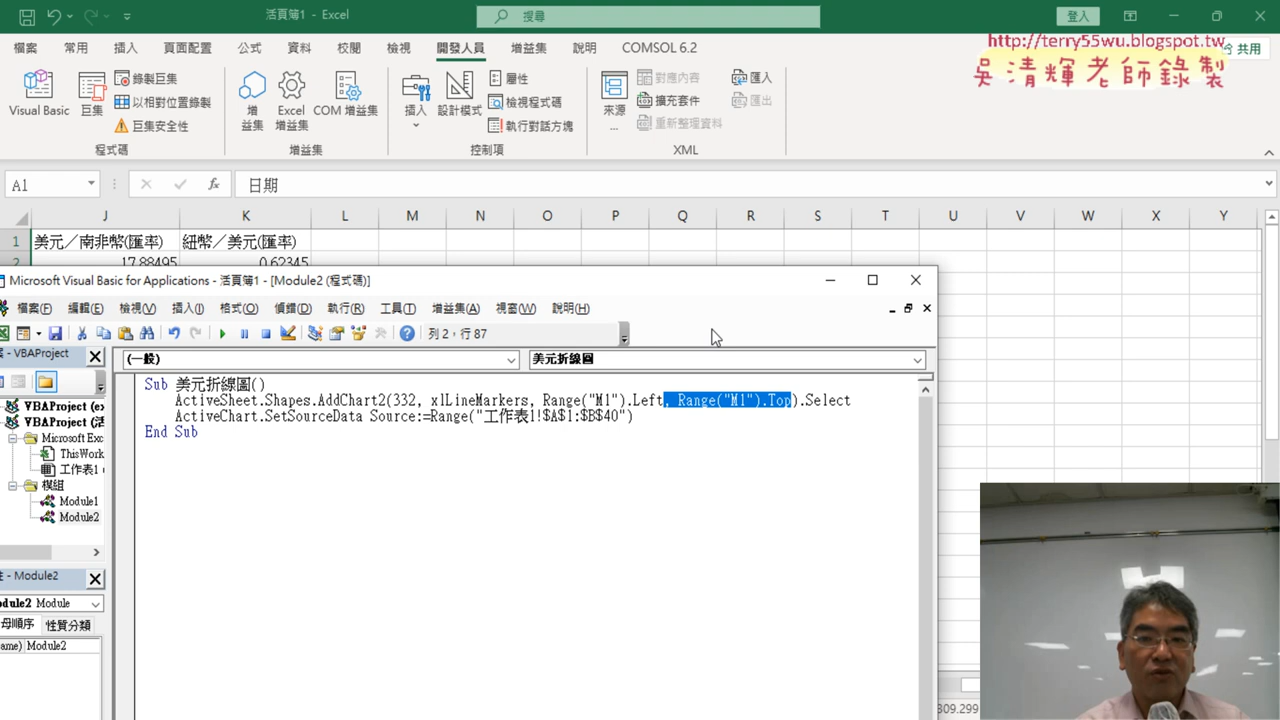 活頁簿1 - Excel
搜尋
登入
http://terry55wu.blogspot.tw
吳清輝老師錄製
檔案 常用 插入 頁面配置 公式 資料 校閱 檢視 開發人員 增益集 說明 COMSOL 6.2 共用
Visual Basic 巨集 錄製巨集 以相對位置錄製 巨集安全性 程式碼
增益集 Excel 增益集 COM 增益集 增益集
插入 設計模式 屬性 檢視程式碼 執行對話方塊 控制項
來源 ... 對應內容 擴充套件 重新整理資料 匯入 匯出 XML
A1 fx 日期
J K L M N O P Q R S T U V W X Y
1 美元／南非幣(匯率) 紐幣／美元(匯率)
2 17.88495 0.62345
Microsoft Visual Basic for Applications - 活頁簿1 - [Module2 (程式碼)]
檔案(F) 編輯(E) 檢視(V) 插入(I) 格式(O) 偵錯(D) 執行(R) 工具(T) 增益集(A) 視窗(W) 說明(H)
列 2，行 87
VBAProject
(一般) 美元折線圖
Sub 美元折線圖()
ActiveSheet.Shapes.AddChart2(332, xlLineMarkers, Range("M1").Left, Range("M1").Top).Select
ActiveChart.SetSourceData Source:=Range("工作表1!$A$1:$B$40")
End Sub
VBAProject (ex
VBAProject (活
Microsoft Exc
ThisWork
工作表1 (
模組
Module1
Module2
性 - Module2
odule2 Module
母順序 性質分類
ame) Module2
309.299